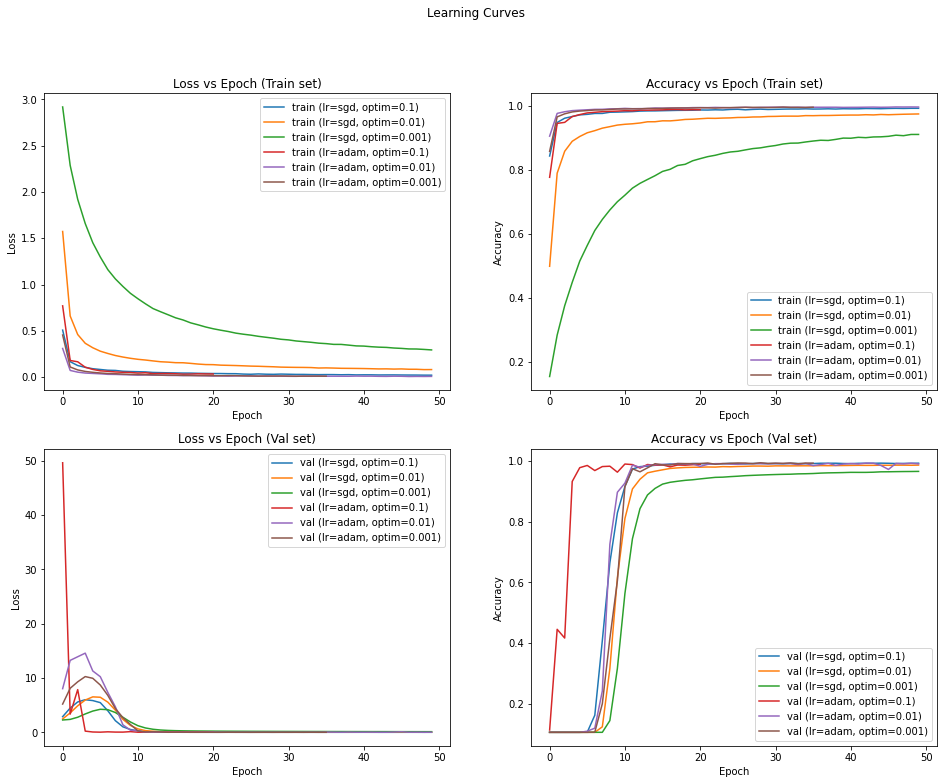 Learning Curves
Loss vs Epoch (Train set)
3.0
2.5
2.0
1.5
1.0
0.5
0.0
Loss
0 10 20 30 40 50
Epoch
train (lr=sgd, optim=0.1)
train (lr=sgd, optim=0.01)
train (lr=sgd, optim=0.001)
train (lr=adam, optim=0.1)
train (lr=adam, optim=0.01)
train (lr=adam, optim=0.001)
Accuracy vs Epoch (Train set)
1.0
0.8
0.6
0.4
0.2
Accuracy
0 10 20 30 40 50
Epoch
train (lr=sgd, optim=0.1)
train (lr=sgd, optim=0.01)
train (lr=sgd, optim=0.001)
train (lr=adam, optim=0.1)
train (lr=adam, optim=0.01)
train (lr=adam, optim=0.001)
Loss vs Epoch (Val set)
50
40
30
20
10
0
Loss
0 10 20 30 40 50
Epoch
val (lr=sgd, optim=0.1)
val (lr=sgd, optim=0.01)
val (lr=sgd, optim=0.001)
val (lr=adam, optim=0.1)
val (lr=adam, optim=0.01)
val (lr=adam, optim=0.001)
Accuracy vs Epoch (Val set)
1.0
0.8
0.6
0.4
0.2
Accuracy
0 10 20 30 40 50
Epoch
val (lr=sgd, optim=0.1)
val (lr=sgd, optim=0.01)
val (lr=sgd, optim=0.001)
val (lr=adam, optim=0.1)
val (lr=adam, optim=0.01)
val (lr=adam, optim=0.001)